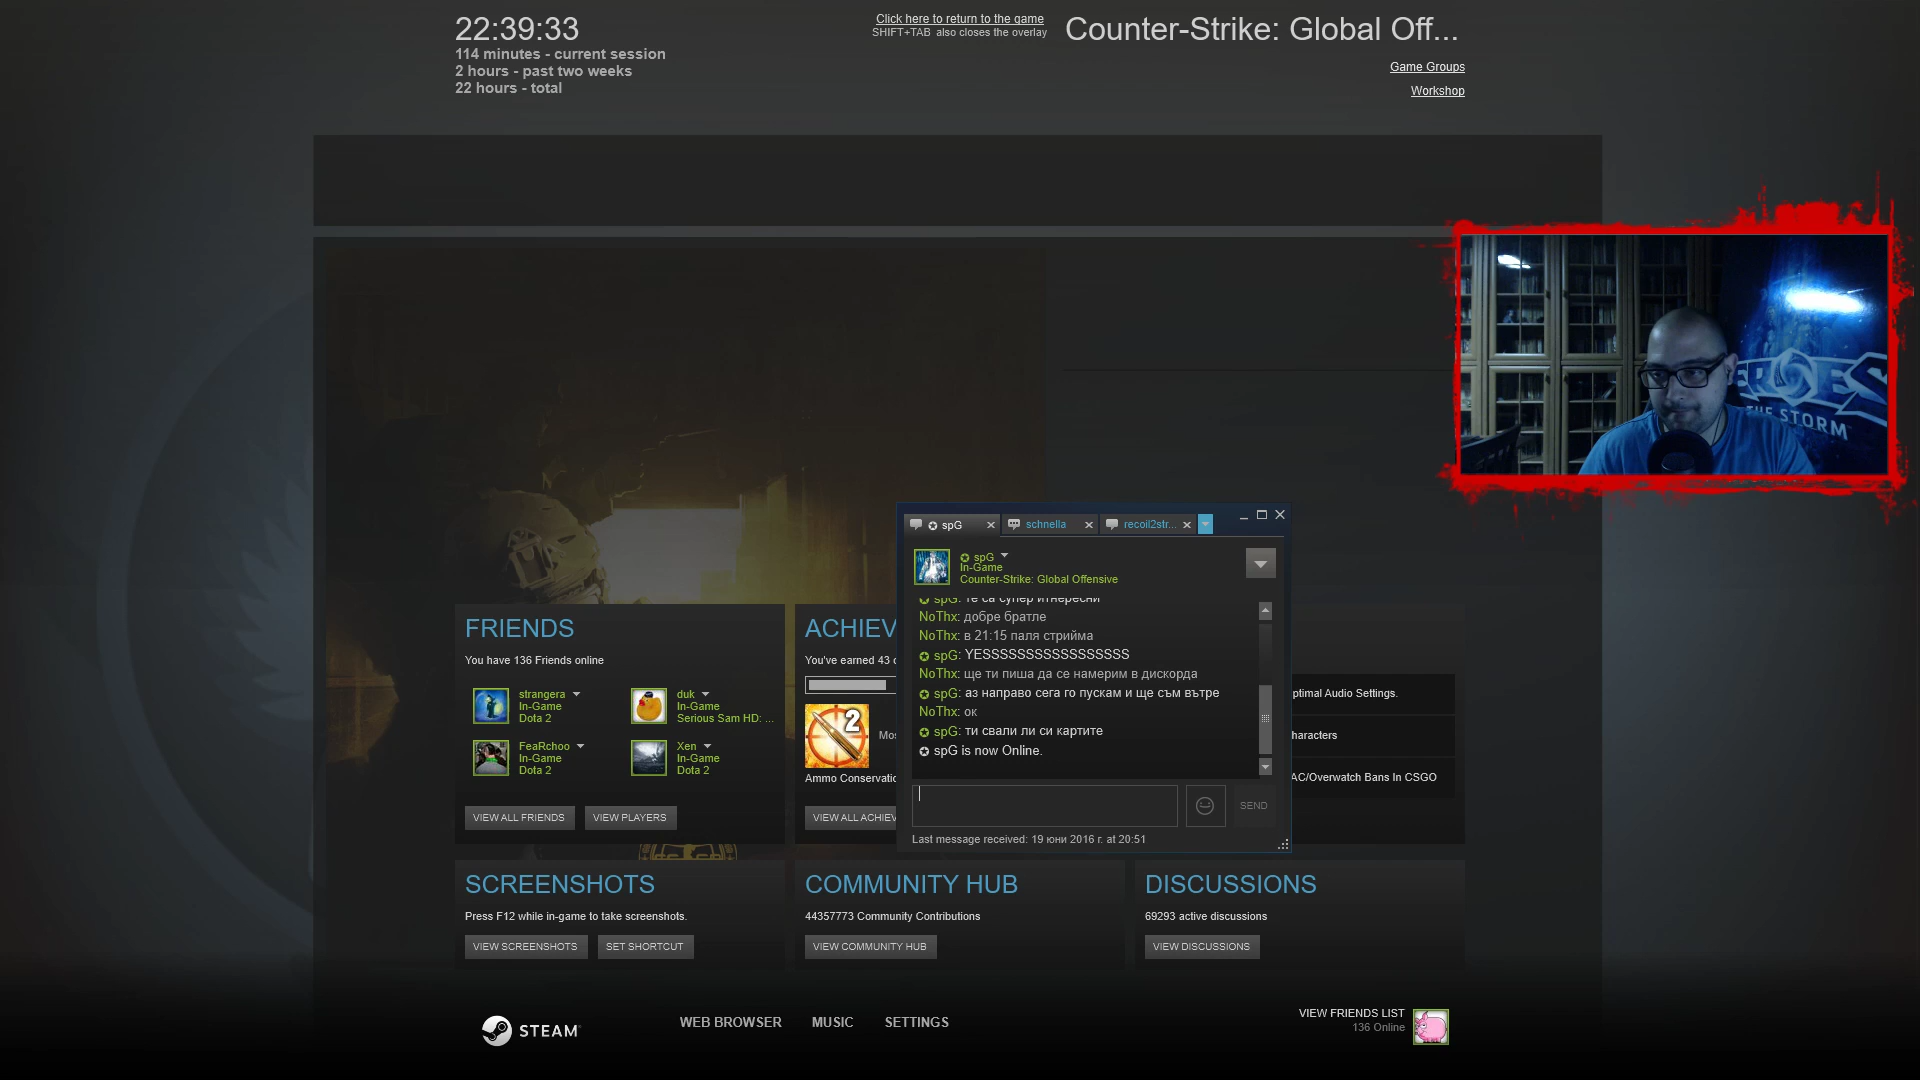 22:39:33
114 minutes - current session
2 hours - past two weeks
22 hours - total
Click here to return to the game
SHIFT+TAB also closes the overlay
Counter-Strike: Global Off...
Game Groups
Workshop
THE STORM
spG
schnella
recoil2str...
spG
In-Game
Counter-Strike: Global Offensive
spG: те са супер итнересни
NoThx: добре братле
NoThx: в 21:15 паля стрийма
spG: YESSSSSSSSSSSSSSSSS
NoThx: ще ти пиша да се намерим в дискорда
spG: аз направо сега го пускам и ще съм вътре
NoThx: ок
spG: ти свали ли си картите
spG is now Online.
SEND
Last message received: 19 юни 2016 г. at 20:51
FRIENDS
You have 136 Friends online
strangera
In-Game
Dota 2
duk
In-Game
Serious Sam HD: ...
FeaRchoo
In-Game
Dota 2
Xen
In-Game
Dota 2
VIEW ALL FRIENDS
VIEW PLAYERS
ACHIEV
You've earned 43
2
Mos
Ammo Conservatio
VIEW ALL ACHIEV
ptimal Audio Settings.
haracters
AC/Overwatch Bans In CSGO
SCREENSHOTS
Press F12 while in-game to take screenshots.
VIEW SCREENSHOTS
SET SHORTCUT
COMMUNITY HUB
44357773 Community Contributions
VIEW COMMUNITY HUB
DISCUSSIONS
69293 active discussions
VIEW DISCUSSIONS
STEAM
WEB BROWSER
MUSIC
SETTINGS
VIEW FRIENDS LIST
136 Online